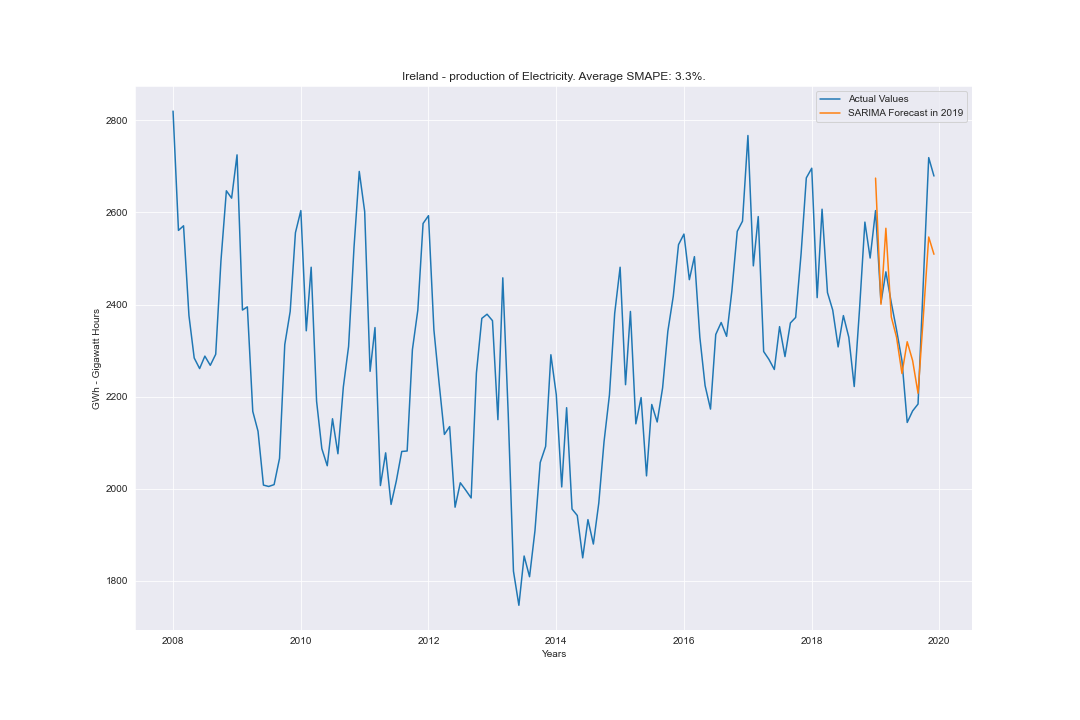 Ireland - production of Electricity. Average SMAPE: 3.3%.
Actual Values
SARIMA Forecast in 2019
GWh - Gigawatt Hours
2800
2600
2400
2200
2000
1800
2008
2010
2012
2014
2016
2018
2020
Years